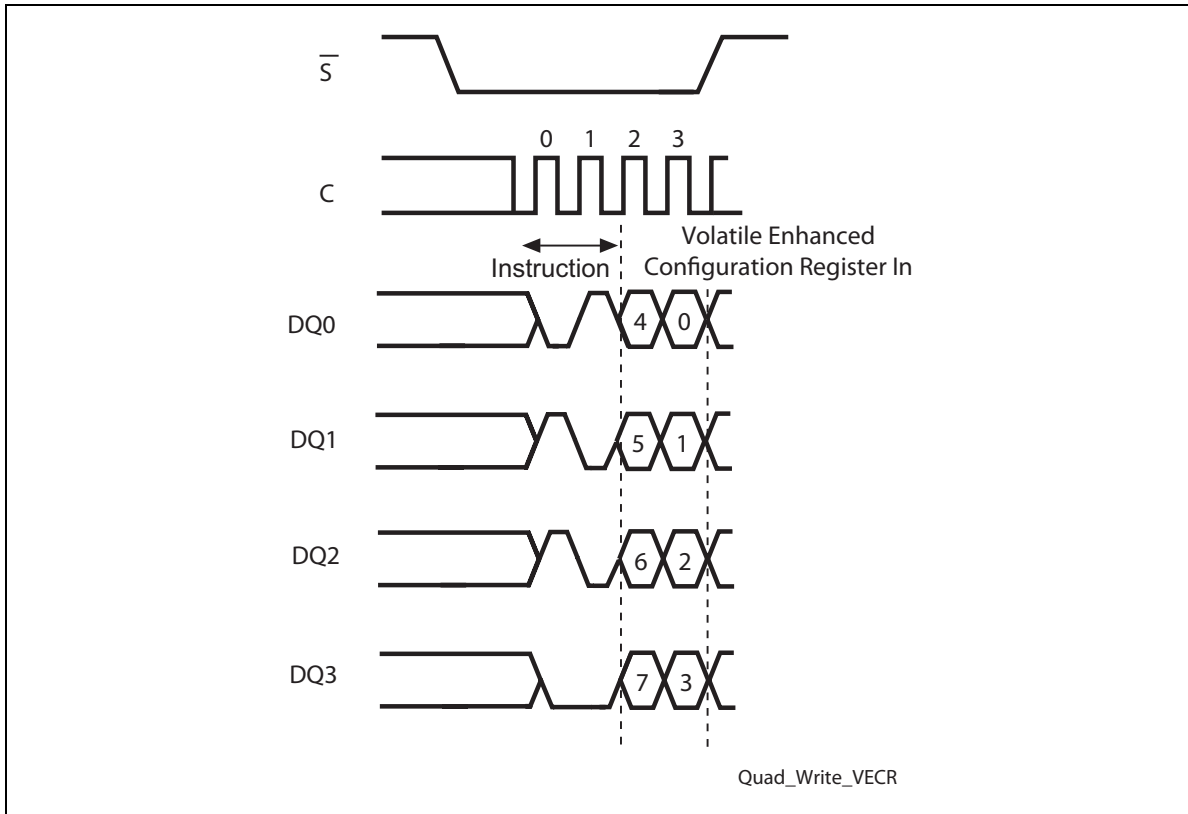 S
0 1 2 3
C
Volatile Enhanced
Instruction Configuration Register In
DQ0 4 0
DQ1 5 1
DQ2 6 2
DQ3 7 3
Quad_Write_VECR